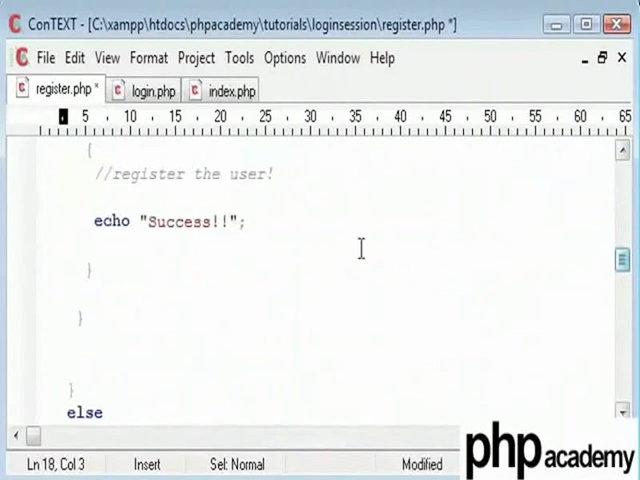 ConTEXT - [C:\xampp\htdocs\phpacademy\tutorials\loginsession\register.php *]
File Edit View Format Project Tools Options Window Help
register.php * login.php index.php
5 10 15 20 25 30 35 40 45 50 55 60 65
{
//register the user!
echo "Success!!";
}
}
}
else
Ln 18, Col 3 Insert Sel: Normal Modified
php academy